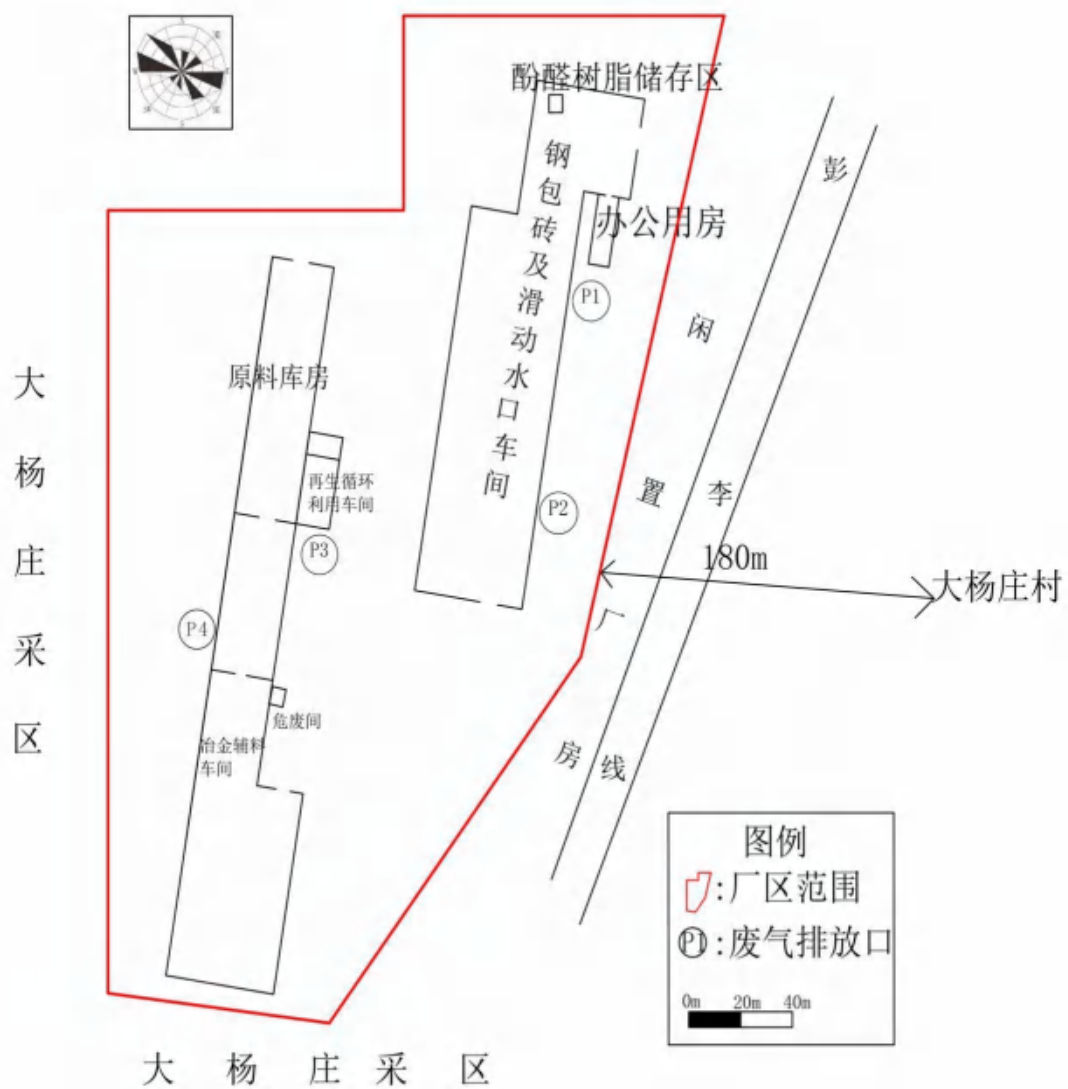 酚醛树脂储存区
钢包砖及滑动水口车间
办公用房
P1
彭李线
闲置厂房
原料库房
再生循环
利用车间
P2
P3
180m
大杨庄村
P4
危废间
冶金辅料
车间
大杨庄采区
图例
:厂区范围
P1:废气排放口
0m 20m 40m
大杨庄采区